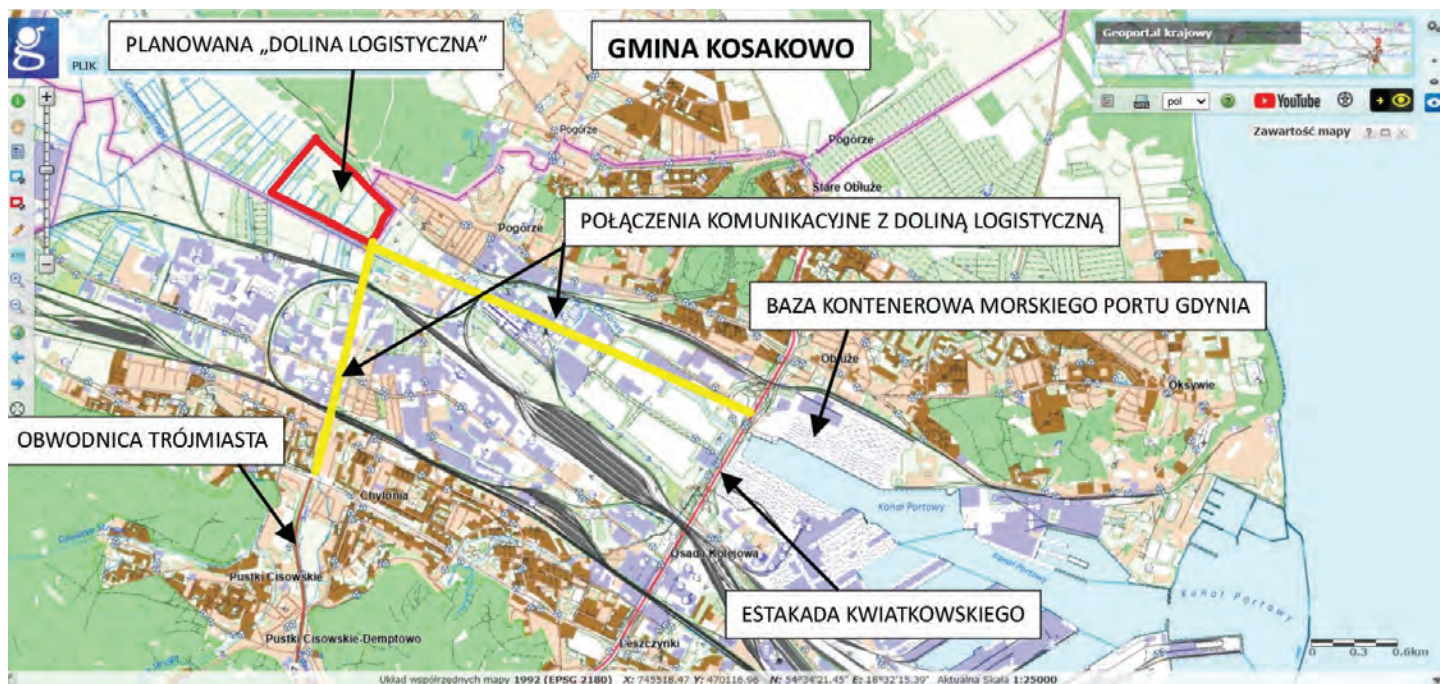 g
PLIK
PLANOWANA „DOLINA LOGISTYCZNA”
GMINA KOSAKOWO
Geoportal krajowy
pol
YouTube
Zawartość mapy
Pogórze
Pogórze
Stare Obłuże
Pogórze
POŁĄCZENIA KOMUNIKACYJNE Z DOLINĄ LOGISTYCZNĄ
BAZA KONTENEROWA MORSKIEGO PORTU GDYNIA
Obłuże
Oksywie
OBWODNICA TRÓJMIASTA
Chylonia
Kanał Portowy
Osada Kolejowa
Kanał Portowy
Pustki Cisowskie
ESTAKADA KWIATKOWSKIEGO
Kanał Portowy
Pustki Cisowskie-Demptowo
Leszczynki
0 0.3 0.6km
Układ współrzędnych mapy 1992 (EPSG 2180) X: 745518.47 Y: 470116.96 N: 54°34'21.45" E: 18°32'15.39" Aktualna Skala 1:25000